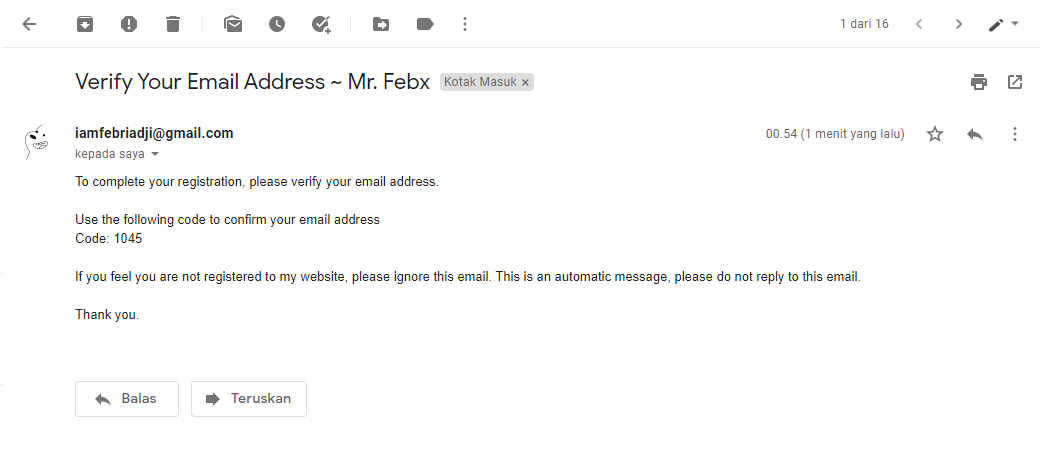 1 dari 16
Verify Your Email Address ~ Mr. Febx Kotak Masuk ×
iamfebriadji@gmail.com 00.54 (1 menit yang lalu)
kepada saya
To complete your registration, please verify your email address.
Use the following code to confirm your email address
Code: 1045
If you feel you are not registered to my website, please ignore this email. This is an automatic message, please do not reply to this email.
Thank you.
Balas Teruskan